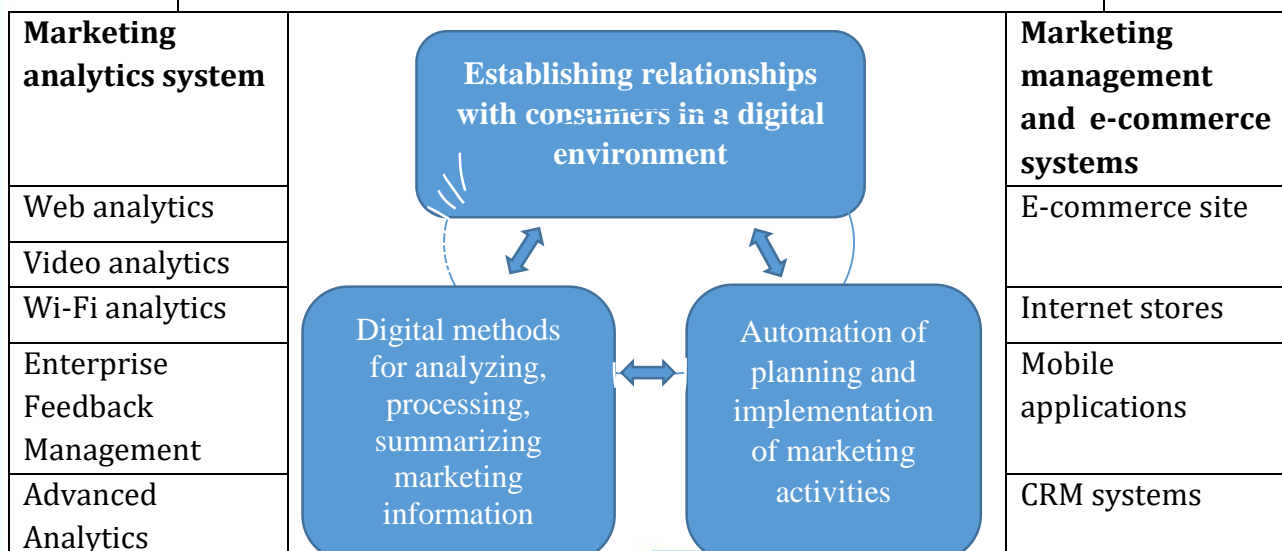 Marketing
analytics system
Web analytics
Video analytics
Wi-Fi analytics
Enterprise
Feedback
Management
Advanced
Analytics
Establishing relationships
with consumers in a digital
environment
Digital methods
for analyzing,
processing,
summarizing
marketing
information
Automation of
planning and
implementation
of marketing
activities
Marketing
management
and e-commerce
systems
E-commerce site
Internet stores
Mobile
applications
CRM systems